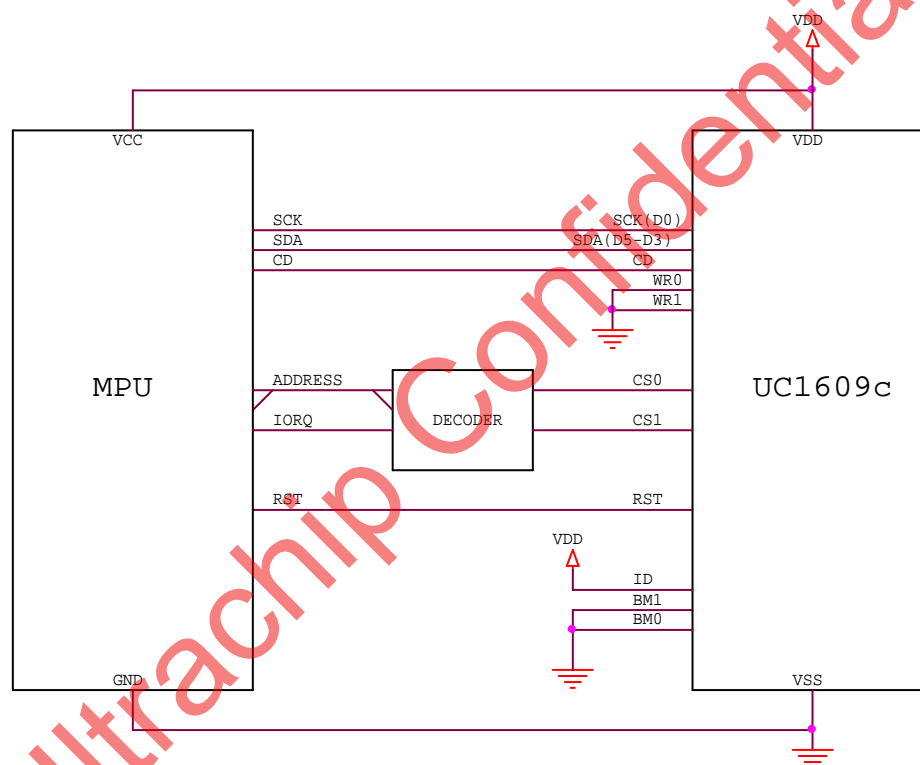 VDD
VCC
VDD
SCK SCK(D0)
SDA SDA(D5-D3)
CD CD
WR0
WR1
MPU
ADDRESS CS0
UC1609c
IORQ DECODER CS1
RST RST
VDD
ID
BM1
BM0
GND VSS
Ultrachip Confidential